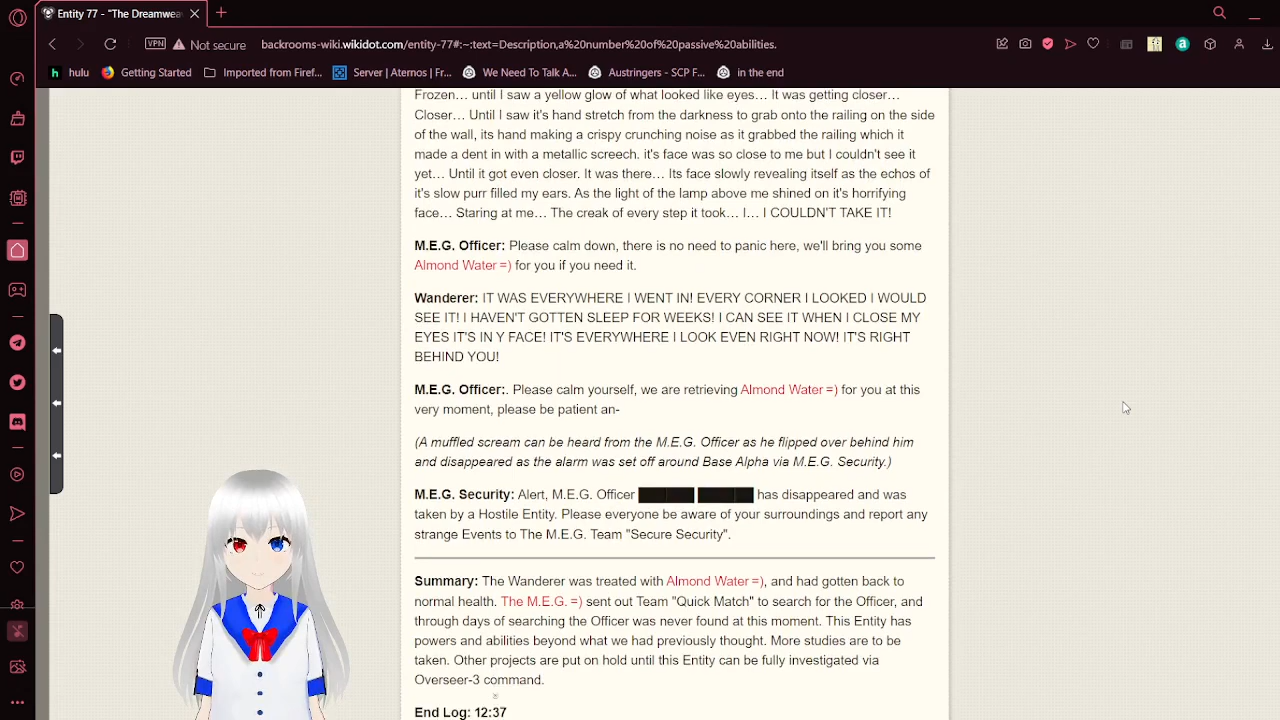 Entity 77 - "The Dreamweav
VPN
Not secure
backrooms-wiki.wikidot.com/entity-77#:~:text=Description,a%20number%20of%20passive%20abilities.
h hulu
Getting Started
Imported from Firef...
Server | Aternos | Fr...
We Need To Talk A...
Austringers - SCP F...
in the end
Frozen… until I saw a yellow glow of what looked like eyes… It was getting closer…
Closer… Until I saw it's hand stretch from the darkness to grab onto the railing on the side
of the wall, its hand making a crispy crunching noise as it grabbed the railing which it
made a dent in with a metallic screech. it's face was so close to me but I couldn't see it
yet… Until it got even closer. It was there… Its face slowly revealing itself as the echos of
it's slow purr filled my ears. As the light of the lamp above me shined on it's horrifying
face… Staring at me… The creak of every step it took… I… I COULDN'T TAKE IT!
M.E.G. Officer: Please calm down, there is no need to panic here, we'll bring you some
Almond Water =) for you if you need it.
Wanderer: IT WAS EVERYWHERE I WENT IN! EVERY CORNER I LOOKED I WOULD
SEE IT! I HAVEN'T GOTTEN SLEEP FOR WEEKS! I CAN SEE IT WHEN I CLOSE MY
EYES IT'S IN Y FACE! IT'S EVERYWHERE I LOOK EVEN RIGHT NOW! IT'S RIGHT
BEHIND YOU!
M.E.G. Officer:. Please calm yourself, we are retrieving Almond Water =) for you at this
very moment, please be patient an-
(A muffled scream can be heard from the M.E.G. Officer as he flipped over behind him
and disappeared as the alarm was set off around Base Alpha via M.E.G. Security.)
M.E.G. Security: Alert, M.E.G. Officer has disappeared and was
taken by a Hostile Entity. Please everyone be aware of your surroundings and report any
strange Events to The M.E.G. Team "Secure Security".
Summary: The Wanderer was treated with Almond Water =), and had gotten back to
normal health. The M.E.G. =) sent out Team "Quick Match" to search for the Officer, and
through days of searching the Officer was never found at this moment. This Entity has
powers and abilities beyond what we had previously thought. More studies are to be
taken. Other projects are put on hold until this Entity can be fully investigated via
Overseer-3 command.
End Log: 12:37